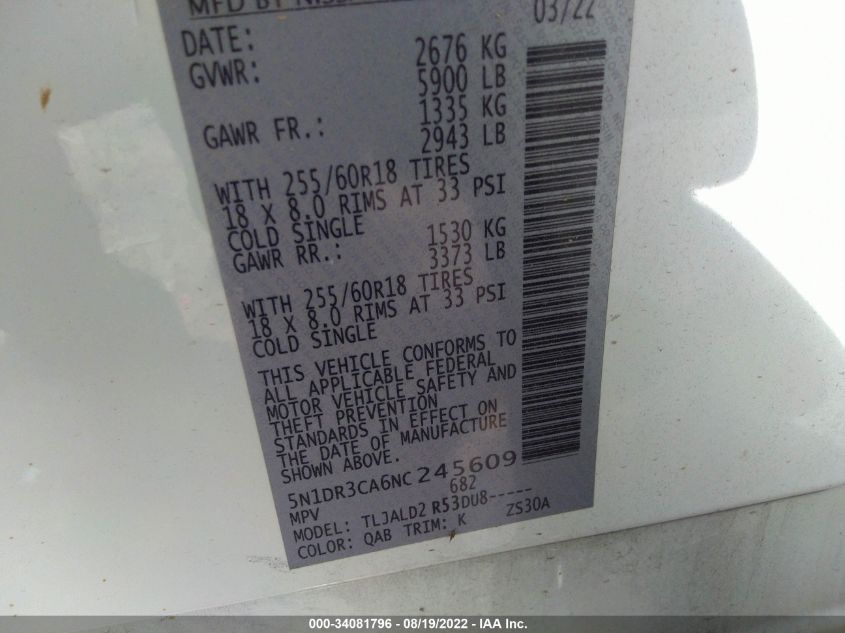 MFD BY NISSAN
DATE: 03/22
GVWR: 2676 KG
5900 LB
GAWR FR.: 1335 KG
2943 LB
WITH 255/60R18 TIRES
18 X 8.0 RIMS AT 33 PSI
COLD SINGLE
GAWR RR.: 1530 KG
3373 LB
WITH 255/60R18 TIRES
18 X 8.0 RIMS AT 33 PSI
COLD SINGLE
THIS VEHICLE CONFORMS TO
ALL APPLICABLE FEDERAL
MOTOR VEHICLE SAFETY AND
THEFT PREVENTION
STANDARDS IN EFFECT ON
THE DATE OF MANUFACTURE
SHOWN ABOVE.
5N1DR3CA6NC245609
MPV 682
MODEL: TLJALD2 R53DU8-----
COLOR: QAB TRIM: K ZS30A
000-34081796 - 08/19/2022 - IAA Inc.